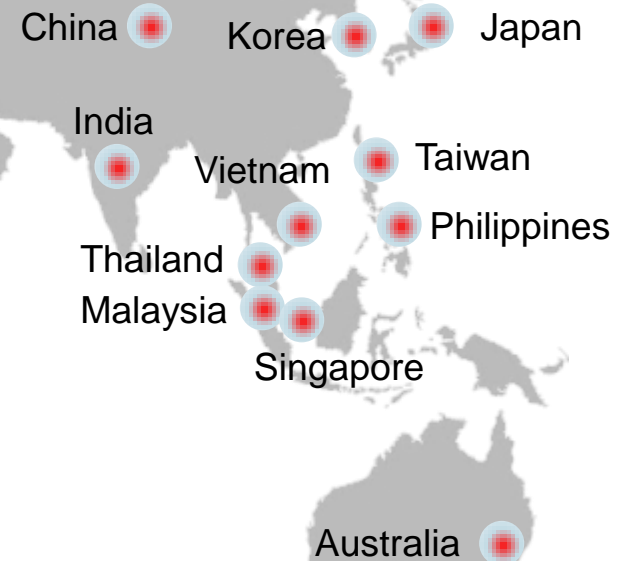 China
Korea
Japan
India
Vietnam
Taiwan
Philippines
Thailand
Malaysia
Singapore
Australia